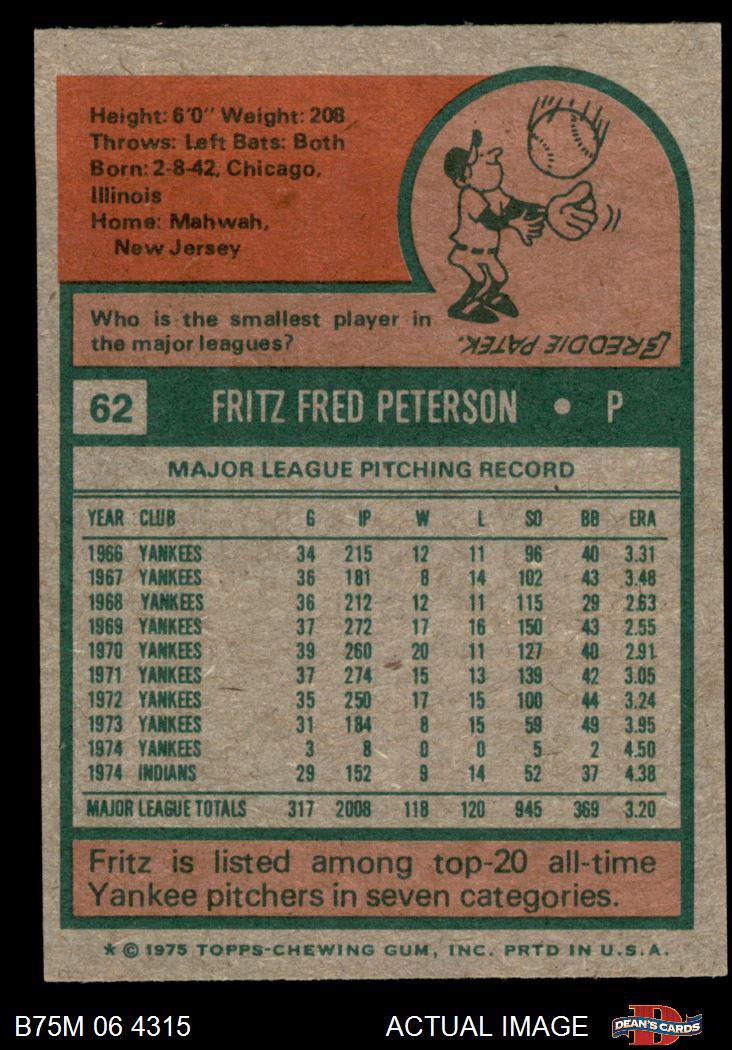 Height: 6'0" Weight: 208
Throws: Left Bats: Both
Born: 2-8-42, Chicago,
Illinois
Home: Mahwah,
New Jersey
Who is the smallest player in
the major leagues?
FREDDIE PATEK.
62 FRITZ FRED PETERSON • P
MAJOR LEAGUE PITCHING RECORD
YEAR CLUB G IP W L SO BB ERA
1966 YANKEES 34 215 12 11 96 40 3.31
1967 YANKEES 36 181 8 14 102 43 3.48
1968 YANKEES 36 212 12 11 115 29 2.63
1969 YANKEES 37 272 17 16 150 43 2.55
1970 YANKEES 39 260 20 11 127 40 2.91
1971 YANKEES 37 274 15 13 139 42 3.05
1972 YANKEES 35 250 17 15 100 44 3.24
1973 YANKEES 31 184 8 15 59 49 3.95
1974 YANKEES 3 8 0 0 5 2 4.50
1974 INDIANS 29 152 9 14 52 37 4.38
MAJOR LEAGUE TOTALS 317 2008 118 120 945 369 3.20
Fritz is listed among top-20 all-time
Yankee pitchers in seven categories.
* © 1975 TOPPS-CHEWING GUM, INC. PRTD IN U.S.A.
B75M 06 4315 ACTUAL IMAGE D DEAN'S CARDS